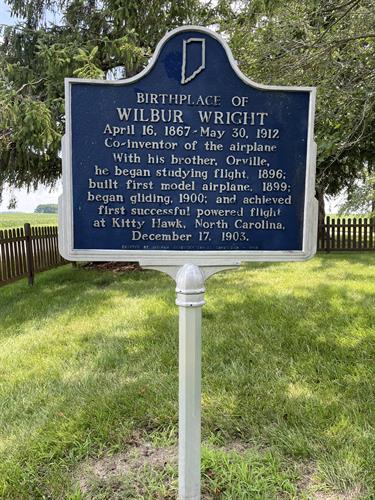 BIRTHPLACE OF
WILBUR WRIGHT
April 16, 1867-May 30, 1912
Co-inventor of the airplane
With his brother, Orville,
he began studying flight, 1896;
built first model airplane, 1899;
began gliding, 1900; and achieved
first successful powered flight
at Kitty Hawk, North Carolina,
December 17, 1903.